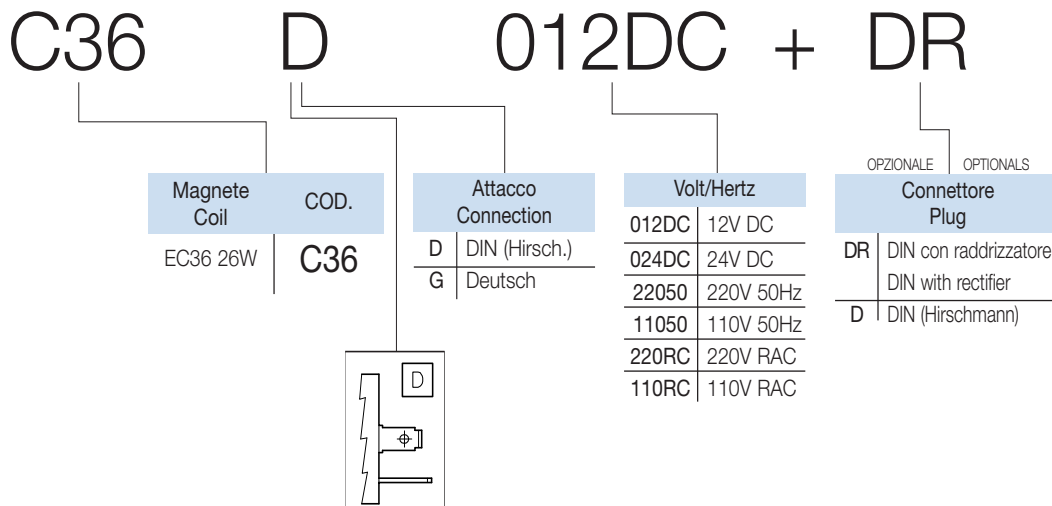 C36 D 012DC + DR
OPZIONALE OPTIONALS
Magnete
Coil
COD.
EC36 26W
C36
Attacco
Connection
D DIN (Hirsch.)
G Deutsch
Volt/Hertz
012DC 12V DC
024DC 24V DC
22050 220V 50Hz
11050 110V 50Hz
220RC 220V RAC
110RC 110V RAC
Connettore
Plug
DR DIN con raddrizzatore
DIN with rectifier
D DIN (Hirschmann)
D